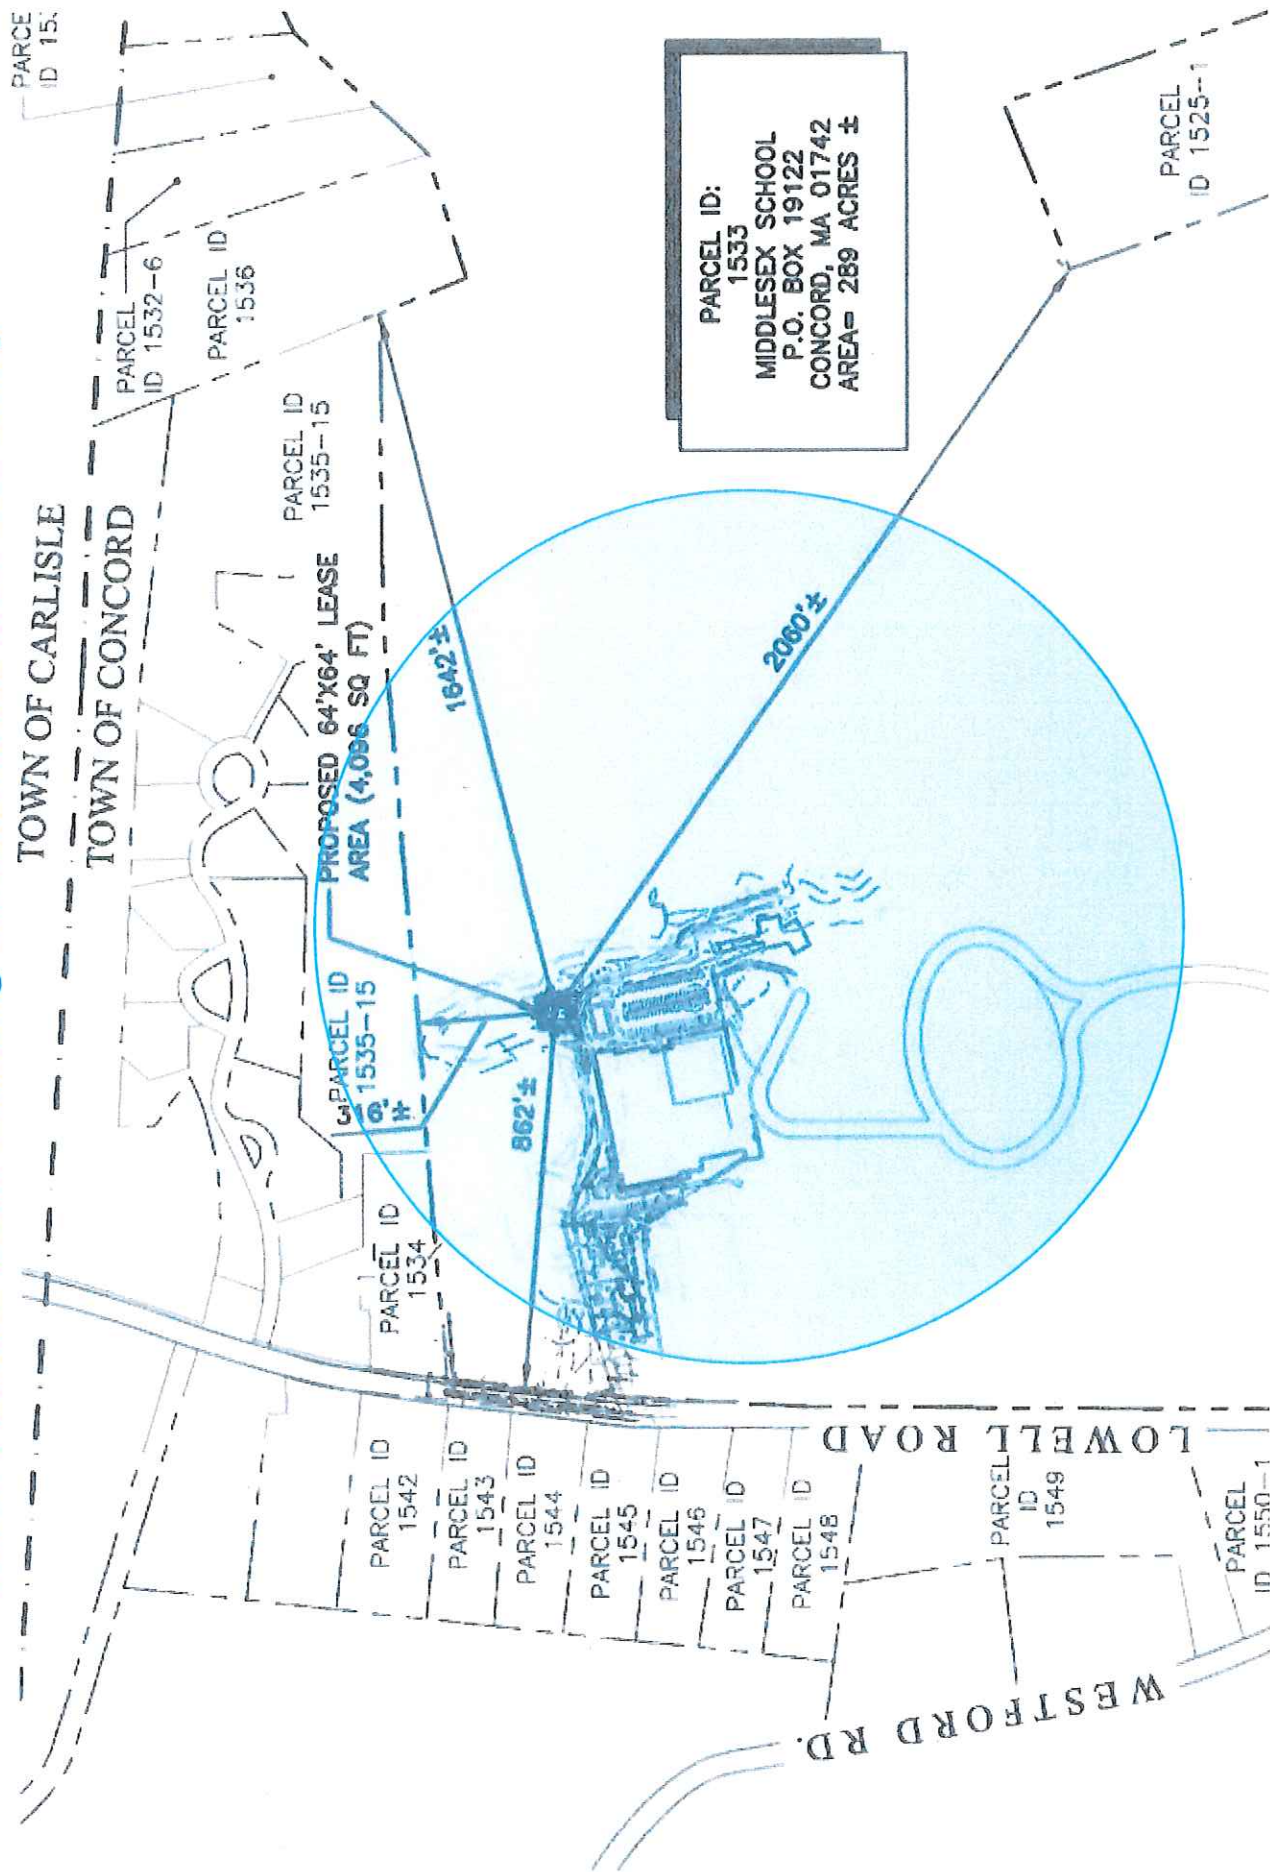 TOWN OF CARLISLE
TOWN OF CONCORD
PARCEL
ID 1532-6
PARCEL ID
1536
PARCEL ID
1535-15
PROPOSED 64'X64' LEASE
AREA (4,096 SQ FT)
PARCEL ID
1535-15
PARCEL ID
1534
1642'±
862'±
2060'±
PARCEL ID:
1533
MIDDLESEX SCHOOL
P.O. BOX 19122
CONCORD, MA 01742
AREA= 289 ACRES ±
PARCEL
ID 1525-1
PARCEL ID
1542
PARCEL ID
1543
PARCEL ID
1544
PARCEL ID
1545
PARCEL ID
1546
PARCEL ID
1547
PARCEL ID
1548
LOWELL ROAD
PARCEL
ID
1549
PARCEL
ID 1550-1
WESTFORD RD.